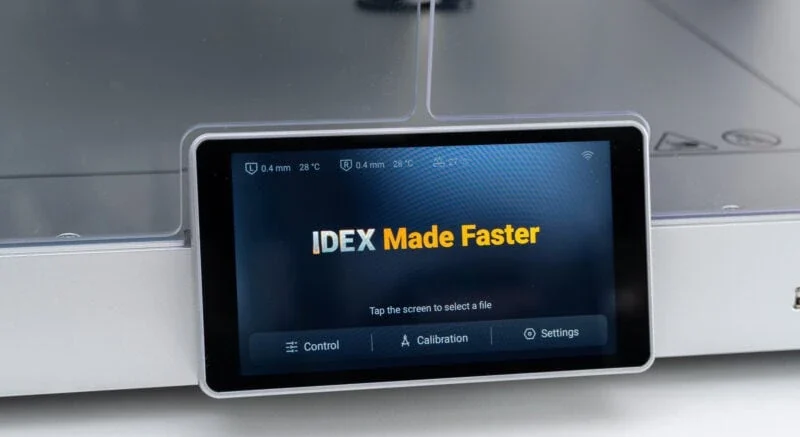 L 0.4 mm 28 °C R 0.4 mm 28 °C 27
IDEX Made Faster
Tap the screen to select a file
Control Calibration Settings